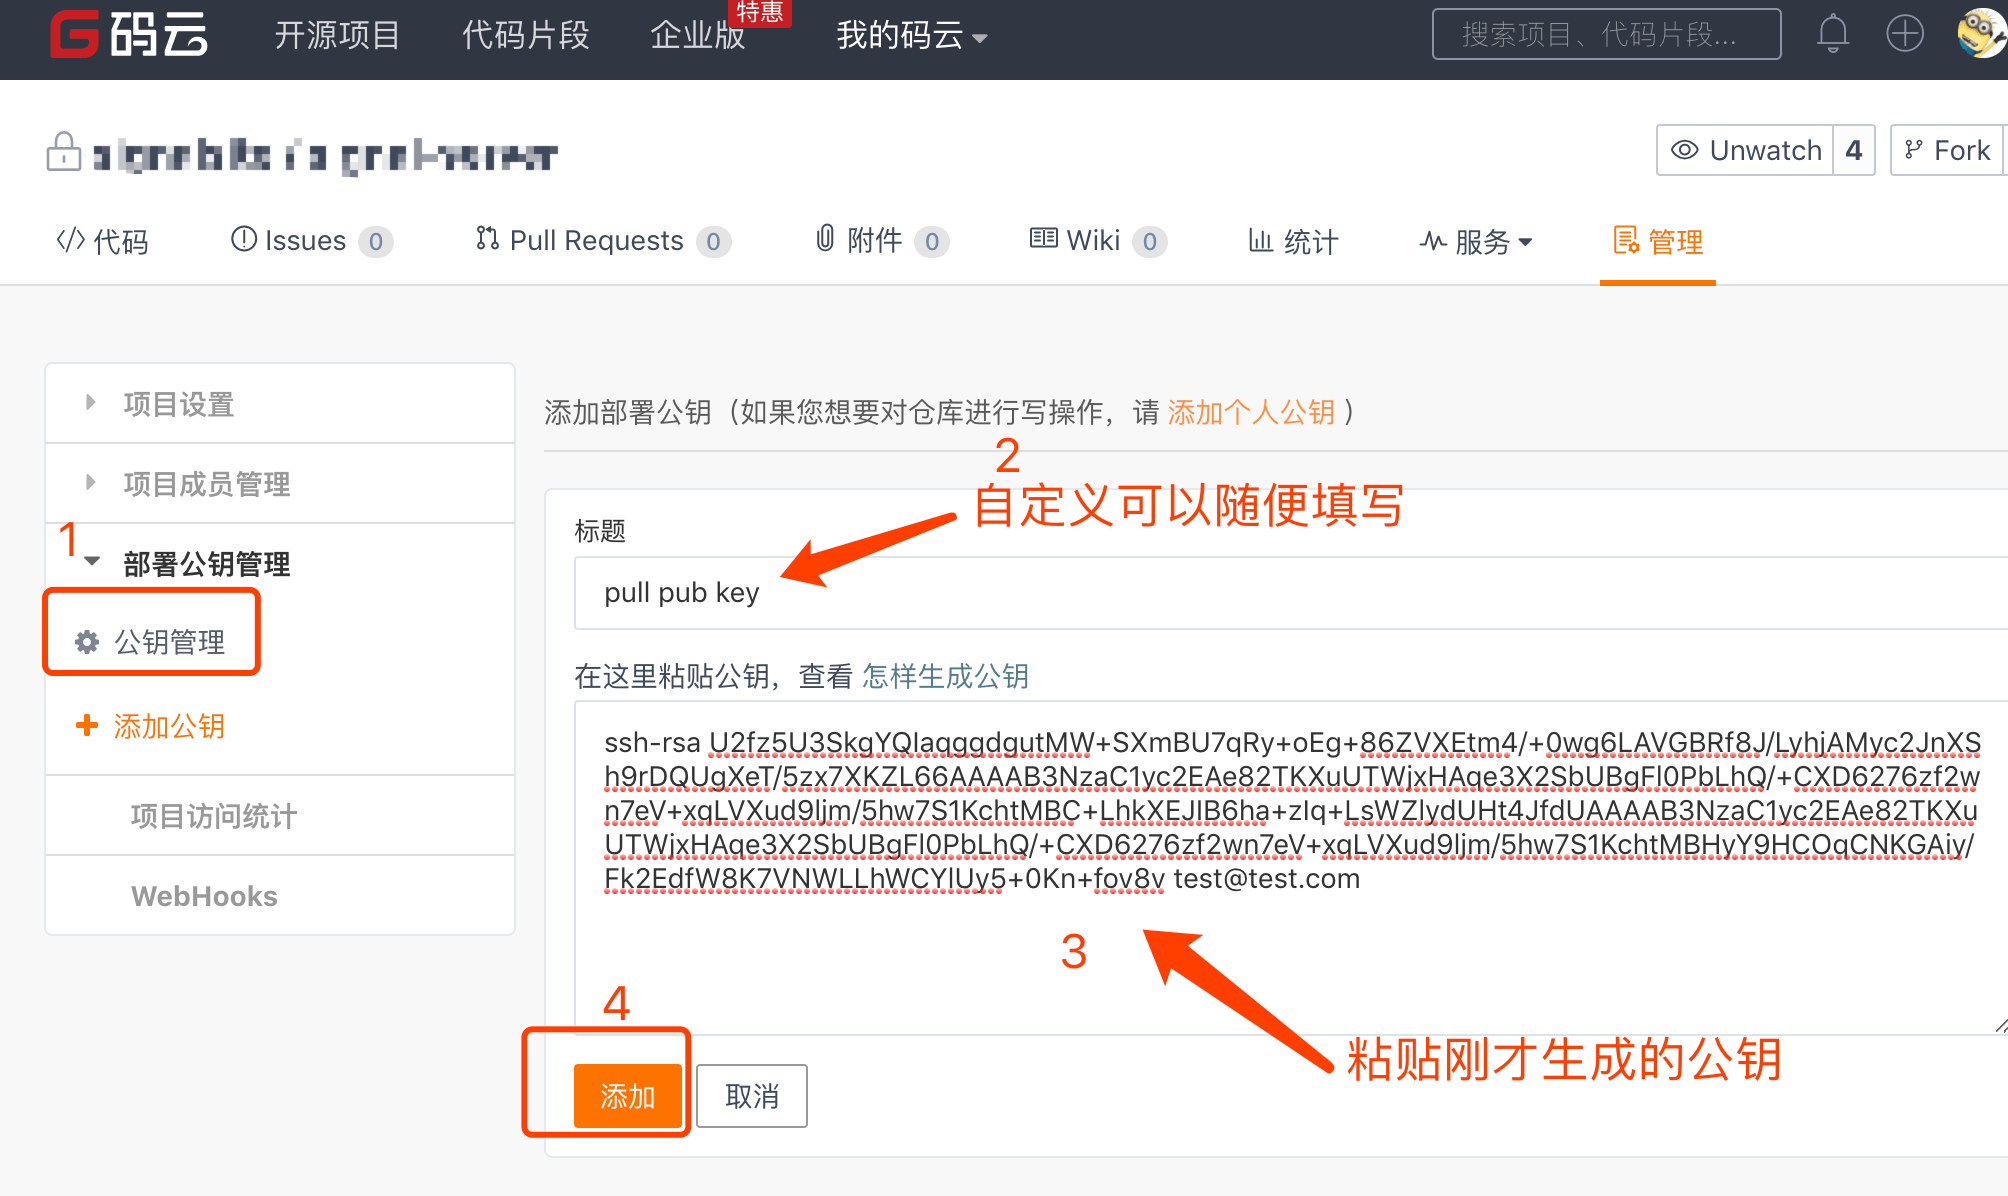 码云 开源项目 代码片段 企业版 特惠 我的码云 搜索项目、代码片段...
Unwatch 4 Fork
代码 Issues 0 Pull Requests 0 附件 0 Wiki 0 统计 服务 管理
项目设置
项目成员管理
1
部署公钥管理
公钥管理
添加公钥
项目访问统计
WebHooks
添加部署公钥（如果您想要对仓库进行写操作，请 添加个人公钥 ）
2
自定义可以随便填写
标题
pull pub key
在这里粘贴公钥，查看 怎样生成公钥
ssh-rsa U2fz5U3SkgYQIaqggdgutMW+SXmBU7qRy+oEg+86ZVXEtm4/+0wg6LAVGBRf8J/LyhjAMyc2JnXS
h9rDQUgXeT/5zx7XKZL66AAAAB3NzaC1yc2EAe82TKXuUTWjxHAqe3X2SbUBgFl0PbLhQ/+CXD6276zf2w
n7eV+xqLVXud9ljm/5hw7S1KchtMBC+LhkXEJIB6ha+zIq+LsWZlydUHt4JfdUAAAAB3NzaC1yc2EAe82TKXu
UTWjxHAqe3X2SbUBgFl0PbLhQ/+CXD6276zf2wn7eV+xqLVXud9ljm/5hw7S1KchtMBHyY9HCOqCNKGAiy/
Fk2EdfW8K7VNWLLhWCYlUy5+0Kn+fov8v test@test.com
3
粘贴刚才生成的公钥
4
添加 取消